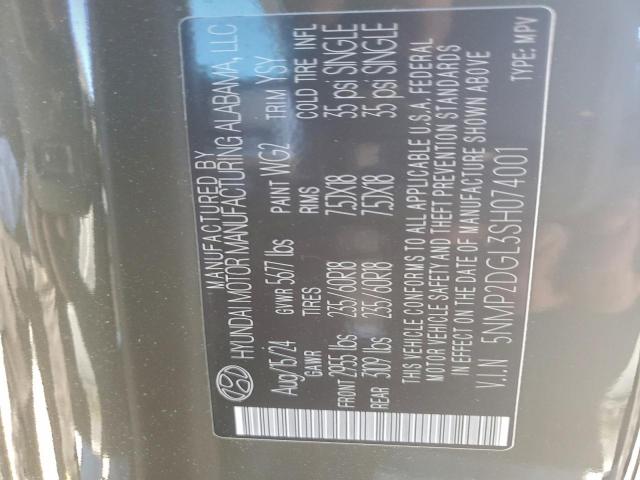 MANUFACTURED BY
HYUNDAI MOTOR MANUFACTURING ALABAMA, LLC
Aug/15/24 GVWR 5677 lbs PAINT WG2 TRIM YSY
GAWR TIRES RIMS COLD TIRE INFL
FRONT 2955 lbs 235/60R18 7.5JX18 35 psi SINGLE
REAR 3109 lbs 235/60R18 7.5JX18 35 psi SINGLE
THIS VEHICLE CONFORMS TO ALL APPLICABLE U.S.A. FEDERAL
MOTOR VEHICLE SAFETY AND THEFT PREVENTION STANDARDS
IN EFFECT ON THE DATE OF MANUFACTURE SHOWN ABOVE
V.I.N 5NMP2DGL3SH074001 TYPE: MPV